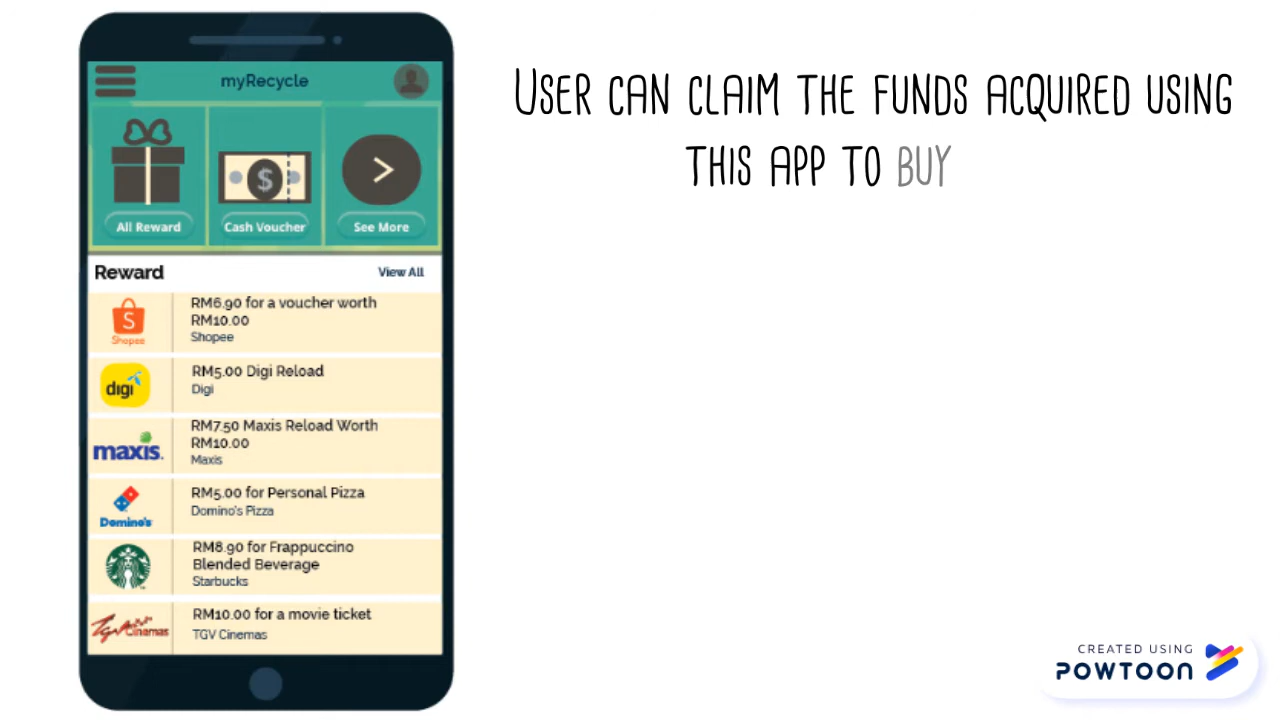 myRecycle
All Reward
Cash Voucher
See More
Reward
View All
S
Shopee
RM6.90 for a voucher worth
RM10.00
Shopee
digi
RM5.00 Digi Reload
Digi
maxis.
RM7.50 Maxis Reload Worth
RM10.00
Maxis
Domino's
RM5.00 for Personal Pizza
Domino's Pizza
RM8.90 for Frappuccino
Blended Beverage
Starbucks
TGV Cinemas
RM10.00 for a movie ticket
TGV Cinemas
USER CAN CLAIM THE FUNDS ACQUIRED USING
THIS APP TO BUY
CREATED USING
POWTOON